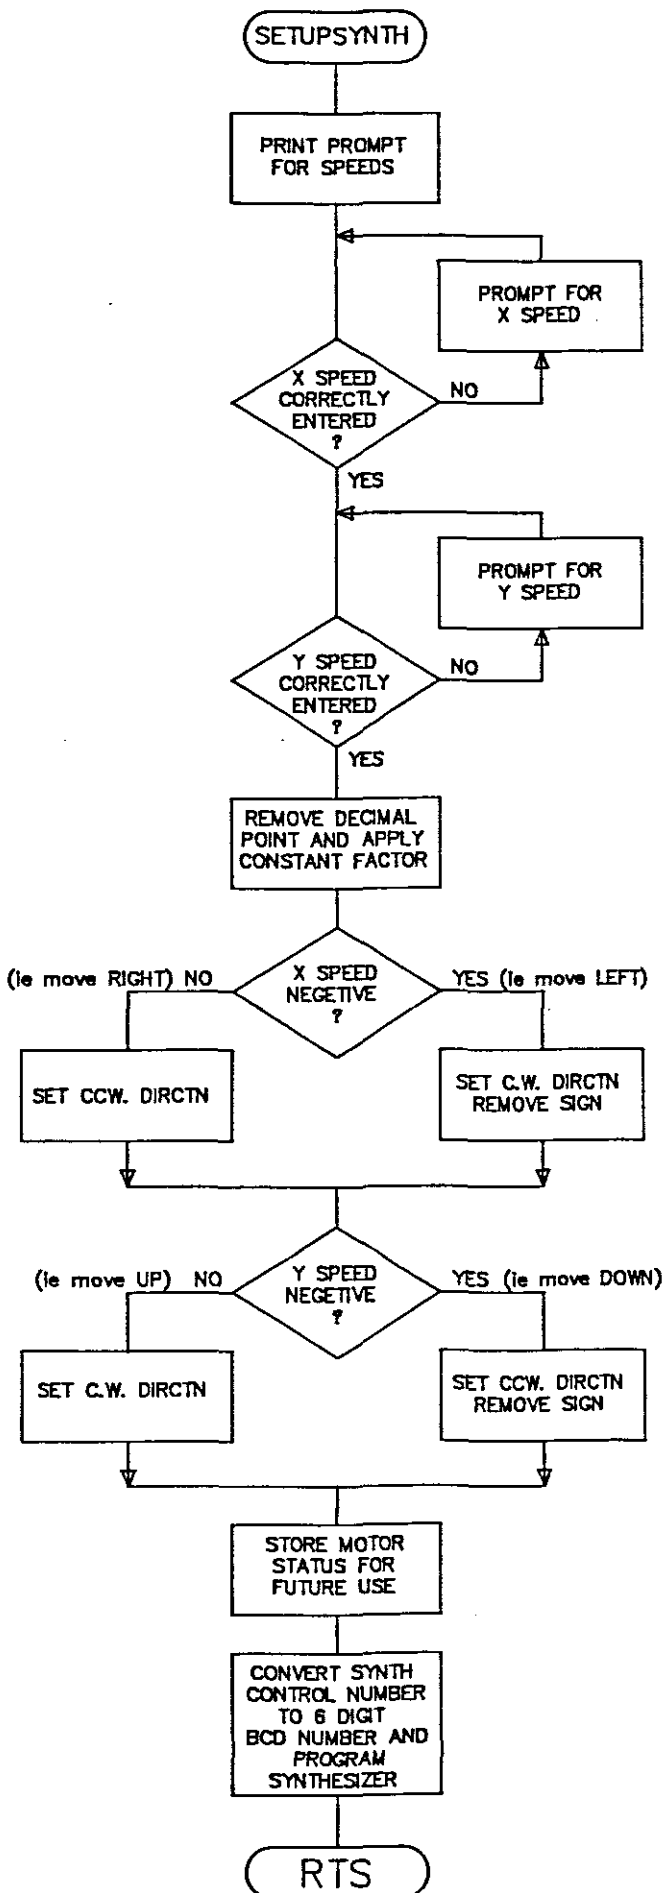 SETUPSYNTH
PRINT PROMPT
FOR SPEEDS
PROMPT FOR
X SPEED
X SPEED
CORRECTLY
ENTERED
?
NO
YES
PROMPT FOR
Y SPEED
Y SPEED
CORRECTLY
ENTERED
?
NO
YES
REMOVE DECIMAL
POINT AND APPLY
CONSTANT FACTOR
(ie move RIGHT) NO
X SPEED
NEGETIVE
?
YES (ie move LEFT)
SET CCW. DIRCTN
SET C.W. DIRCTN
REMOVE SIGN
(ie move UP) NO
Y SPEED
NEGETIVE
?
YES (ie move DOWN)
SET C.W. DIRCTN
SET CCW. DIRCTN
REMOVE SIGN
STORE MOTOR
STATUS FOR
FUTURE USE
CONVERT SYNTH
CONTROL NUMBER
TO 6 DIGIT
BCD NUMBER AND
PROGRAM
SYNTHESIZER
RTS